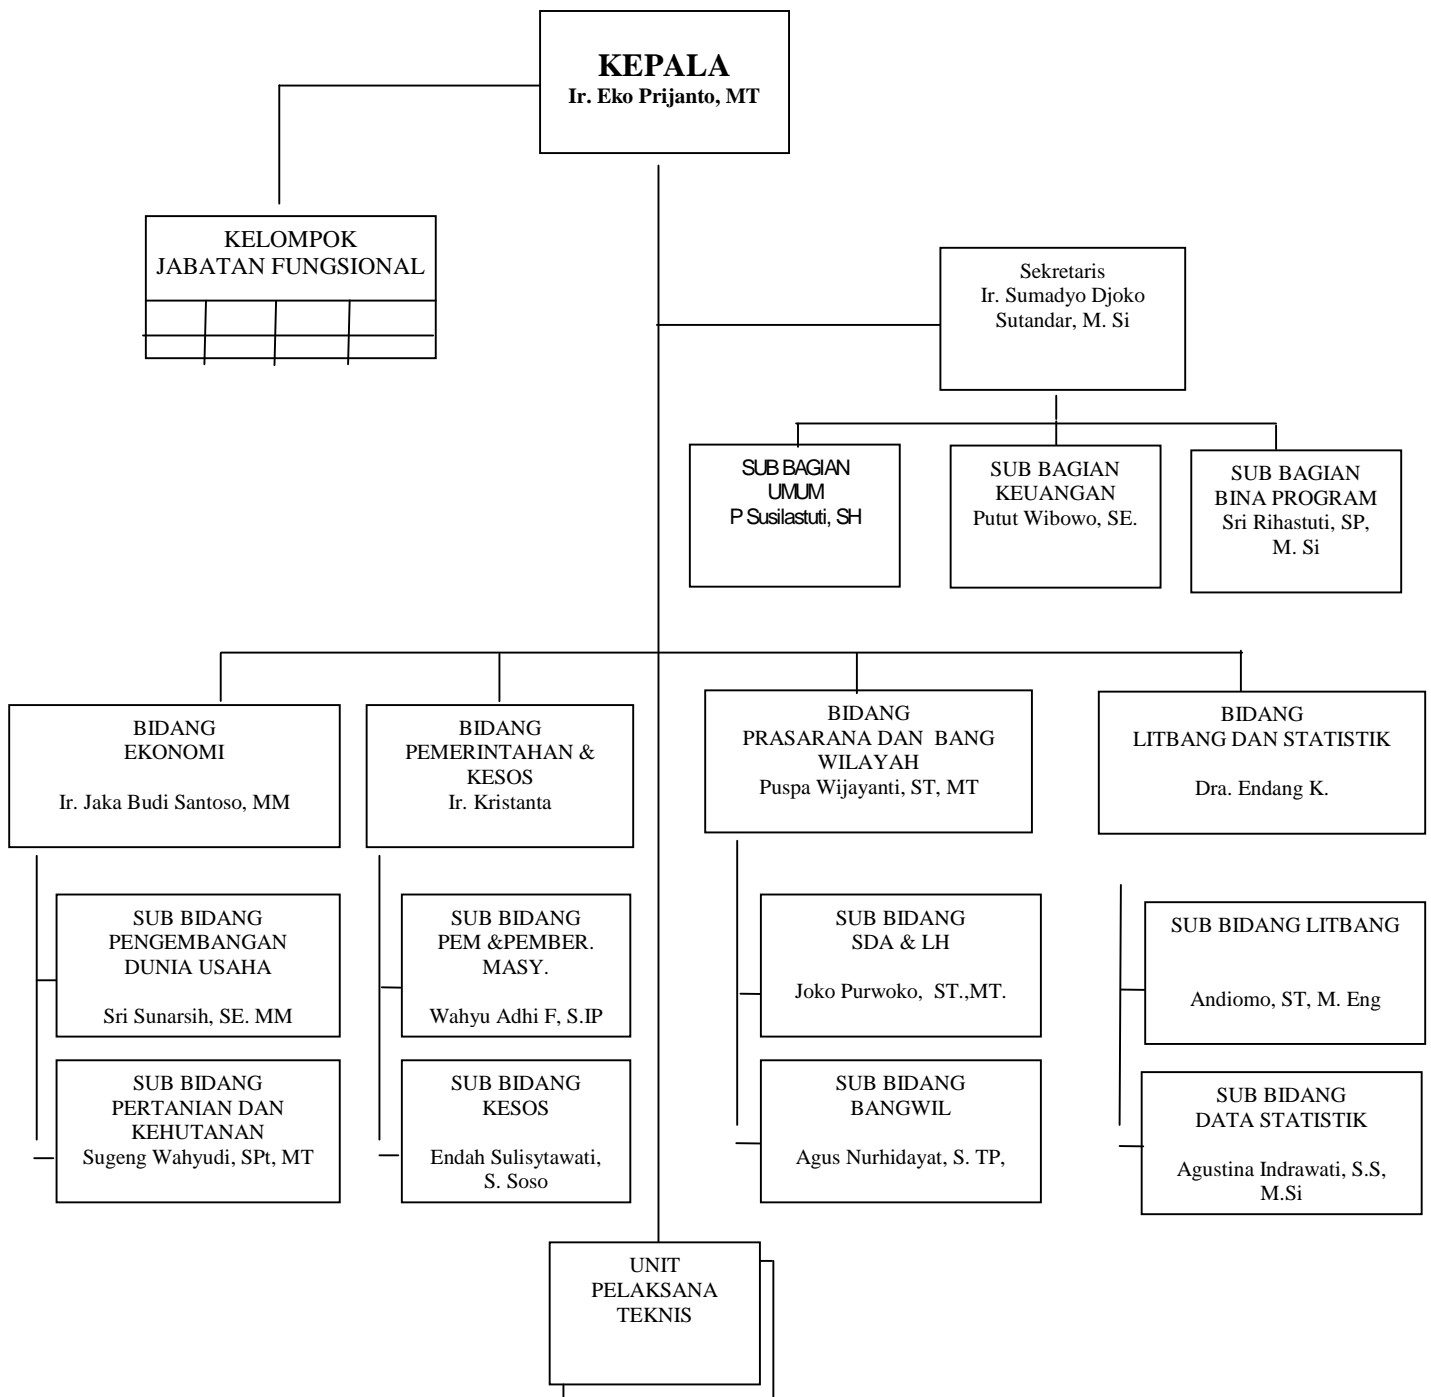 KEPALA
Ir. Eko Prijanto, MT
KELOMPOK
JABATAN FUNGSIONAL
Sekretaris
Ir. Sumadyo Djoko
Sutandar, M. Si
SUB BAGIAN
UMUM
P Susilastuti, SH
SUB BAGIAN
KEUANGAN
Putut Wibowo, SE.
SUB BAGIAN
BINA PROGRAM
Sri Rihastuti, SP,
M. Si
BIDANG
EKONOMI
Ir. Jaka Budi Santoso, MM
BIDANG
PEMERINTAHAN &
KESOS
Ir. Kristanta
BIDANG
PRASARANA DAN BANG
WILAYAH
Puspa Wijayanti, ST, MT
BIDANG
LITBANG DAN STATISTIK
Dra. Endang K.
SUB BIDANG
PENGEMBANGAN
DUNIA USAHA
Sri Sunarsih, SE. MM
SUB BIDANG
PEM &PEMBER.
MASY.
Wahyu Adhi F, S.IP
SUB BIDANG
SDA & LH
Joko Purwoko, ST.,MT.
SUB BIDANG LITBANG
Andiomo, ST, M. Eng
SUB BIDANG
PERTANIAN DAN
KEHUTANAN
Sugeng Wahyudi, SPt, MT
SUB BIDANG
KESOS
Endah Sulisytawati,
S. Soso
SUB BIDANG
BANGWIL
Agus Nurhidayat, S. TP,
SUB BIDANG
DATA STATISTIK
Agustina Indrawati, S.S,
M.Si
UNIT
PELAKSANA
TEKNIS